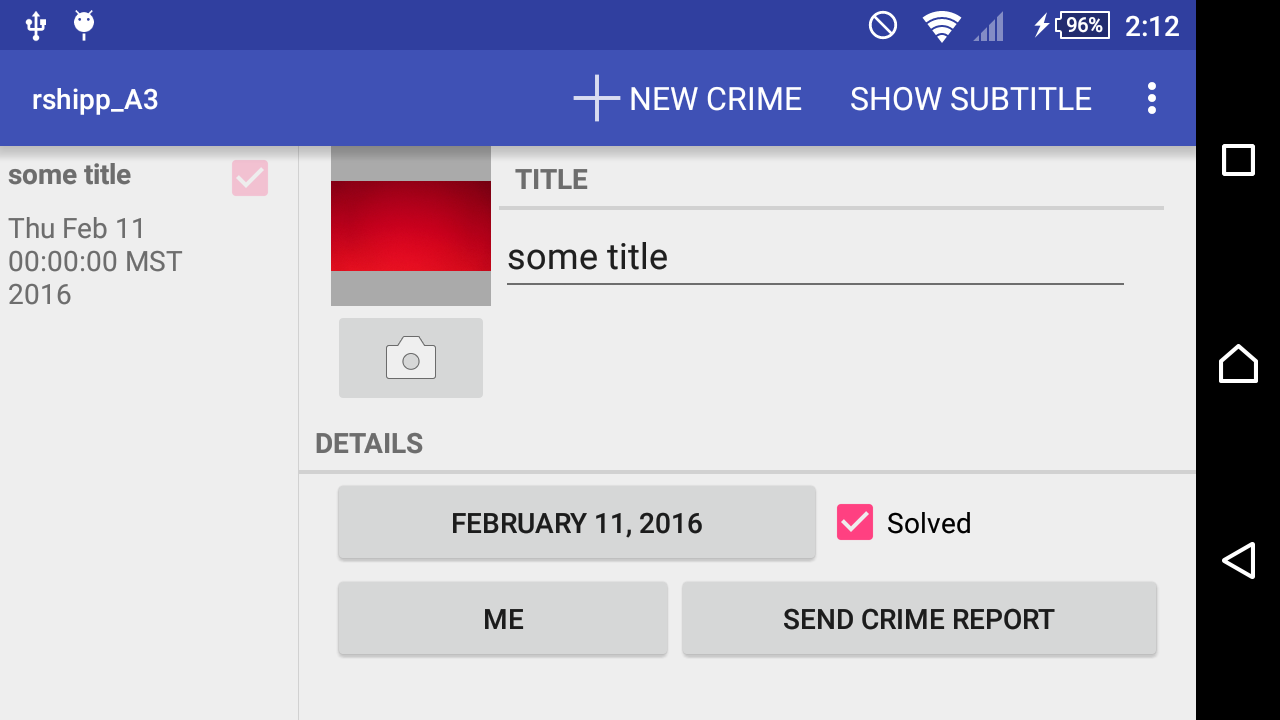 96% 2:12
rshipp_A3
NEW CRIME
SHOW SUBTITLE
some title
Thu Feb 11
00:00:00 MST
2016
TITLE
some title
DETAILS
FEBRUARY 11, 2016
Solved
ME
SEND CRIME REPORT